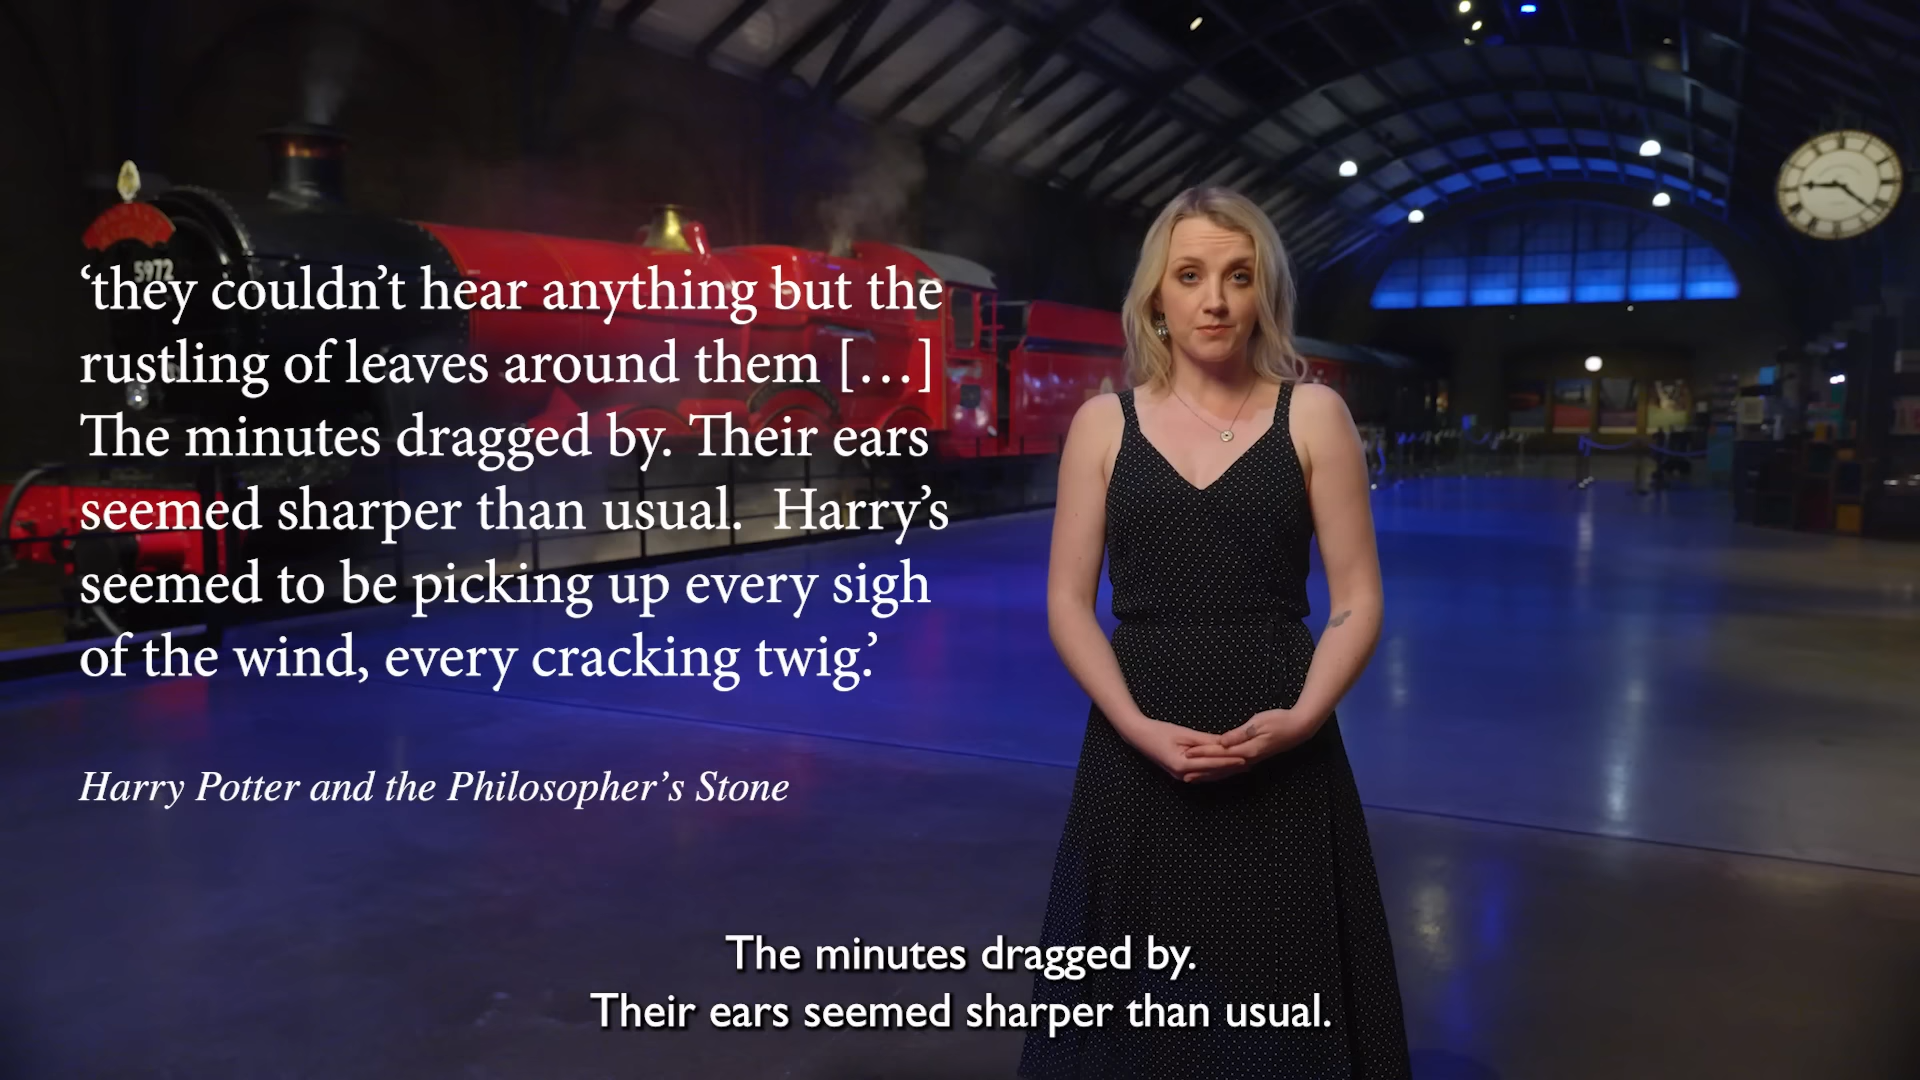 5972
‘they couldn’t hear anything but the
rustling of leaves around them […]
The minutes dragged by. Their ears
seemed sharper than usual.  Harry’s
seemed to be picking up every sigh
of the wind, every cracking twig.’
Harry Potter and the Philosopher’s Stone
The minutes dragged by.
Their ears seemed sharper than usual.